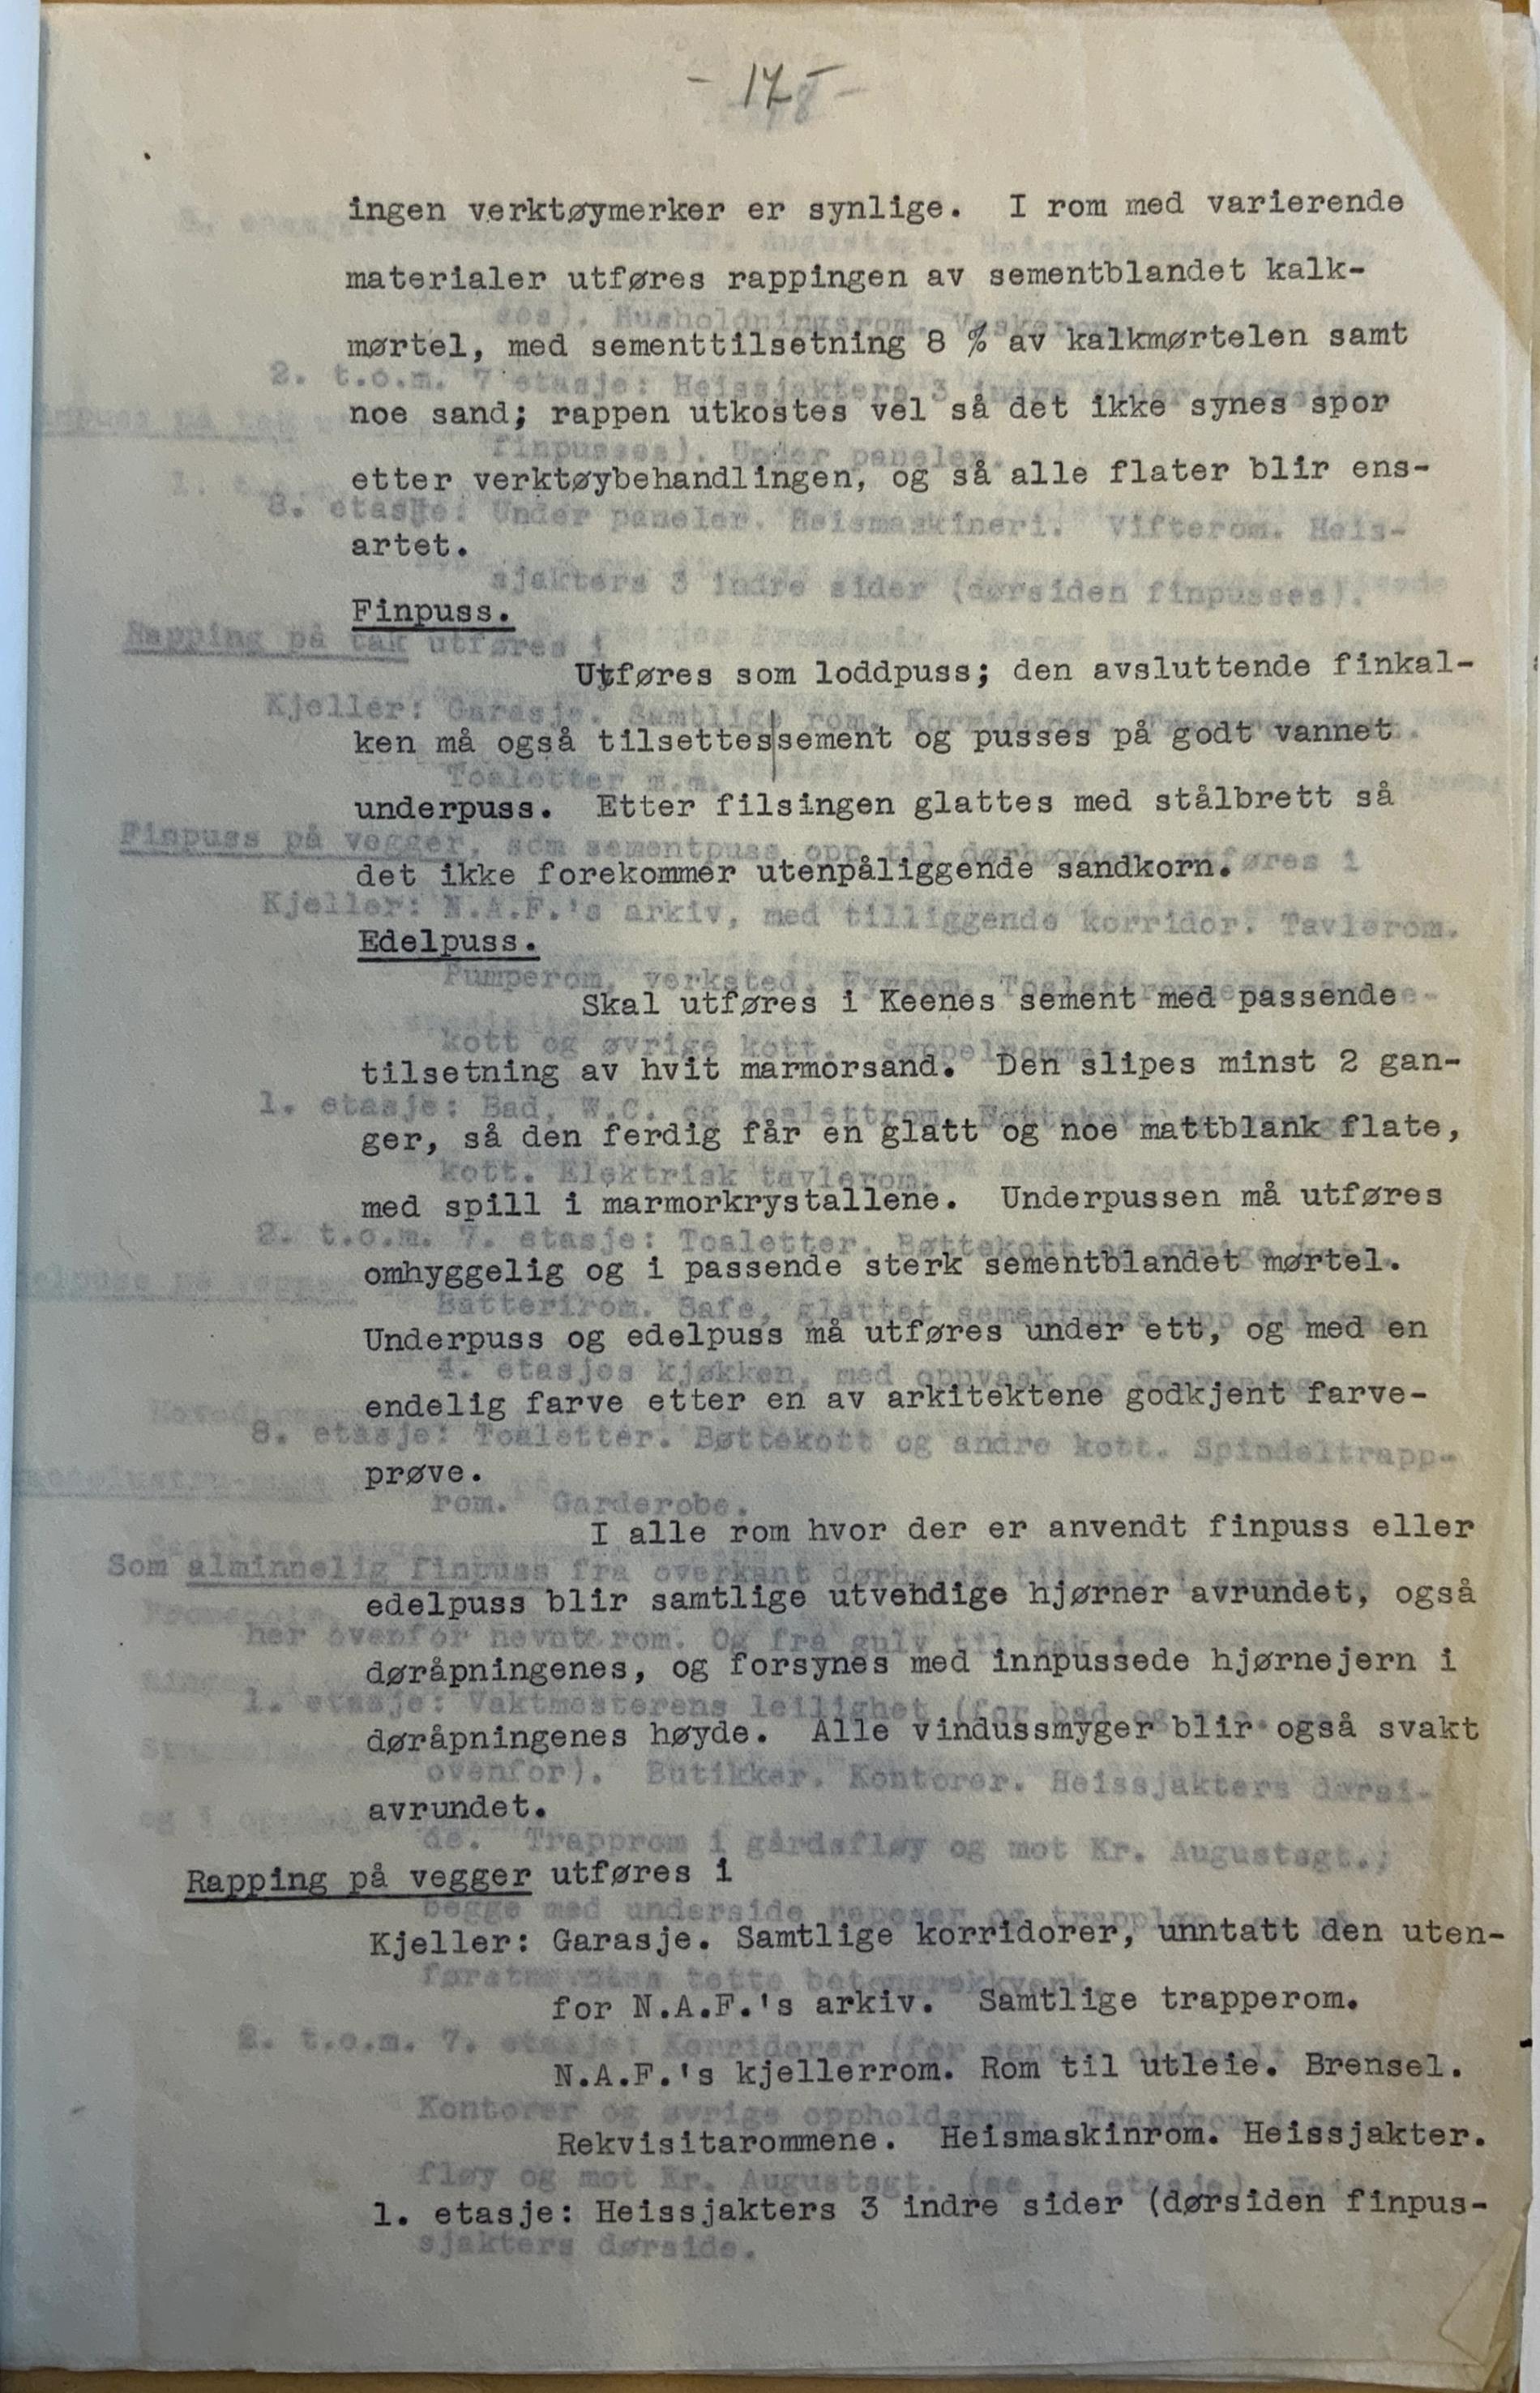 - 17 -
ingen verktøymerker er synlige. I rom med varierende
materialer utføres rappingen av sementblandet kalk-
mørtel, med sementtilsetning 8 % av kalkmørtelen samt
noe sand; rappen utkostes vel så det ikke synes spor
etter verktøybehandlingen, og så alle flater blir ens-
artet.
Finpuss.
Utføres som loddpuss; den avsluttende finkal-
ken må også tilsettes|sement og pusses på godt vannet
underpuss. Etter filsingen glattes med stålbrett så
det ikke forekommer utenpåliggende sandkorn.
Edelpuss.
Skal utføres i Keenes sement med passende
tilsetning av hvit marmorsand. Den slipes minst 2 gan-
ger, så den ferdig får en glatt og noe mattblank flate,
med spill i marmorkrystallene. Underpussen må utføres
omhyggelig og i passende sterk sementblandet mørtel.
Underpuss og edelpuss må utføres under ett, og med en
endelig farve etter en av arkitektene godkjent farve-
prøve.
I alle rom hvor der er anvendt finpuss eller
edelpuss blir samtlige utvendige hjørner avrundet, også
døråpningenes, og forsynes med innpussede hjørnejern i
døråpningenes høyde. Alle vindussmyger blir også svakt
avrundet.
Rapping på vegger utføres i
Kjeller: Garasje. Samtlige korridorer, unntatt den uten-
for N.A.F.'s arkiv. Samtlige trapperom.
N.A.F.'s kjellerrom. Rom til utleie. Brensel.
Rekvisitarommene. Heismaskinrom. Heissjakter.
1. etasje: Heissjakters 3 indre sider (dørsiden finpus-